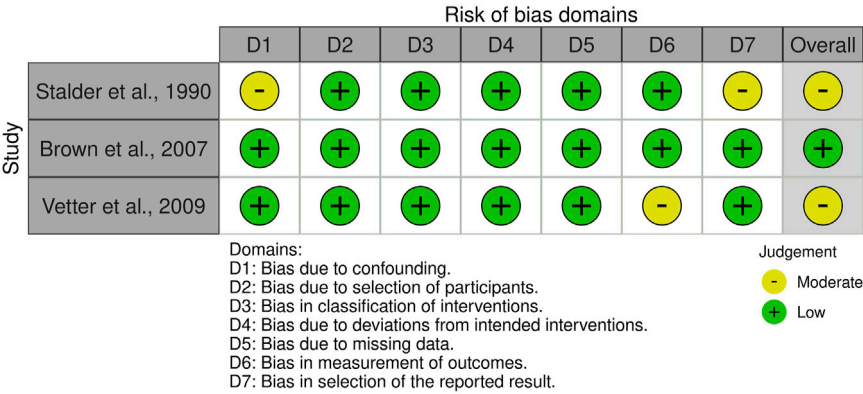 Risk of bias domains
D1 D2 D3 D4 D5 D6 D7 Overall
Study
Stalder et al., 1990 - + + + + + - -
Brown et al., 2007 + + + + + + + +
Vetter et al., 2009 + + + + + - + -
Domains:
D1: Bias due to confounding.
D2: Bias due to selection of participants.
D3: Bias in classification of interventions.
D4: Bias due to deviations from intended interventions.
D5: Bias due to missing data.
D6: Bias in measurement of outcomes.
D7: Bias in selection of the reported result.
Judgement
- Moderate
+ Low